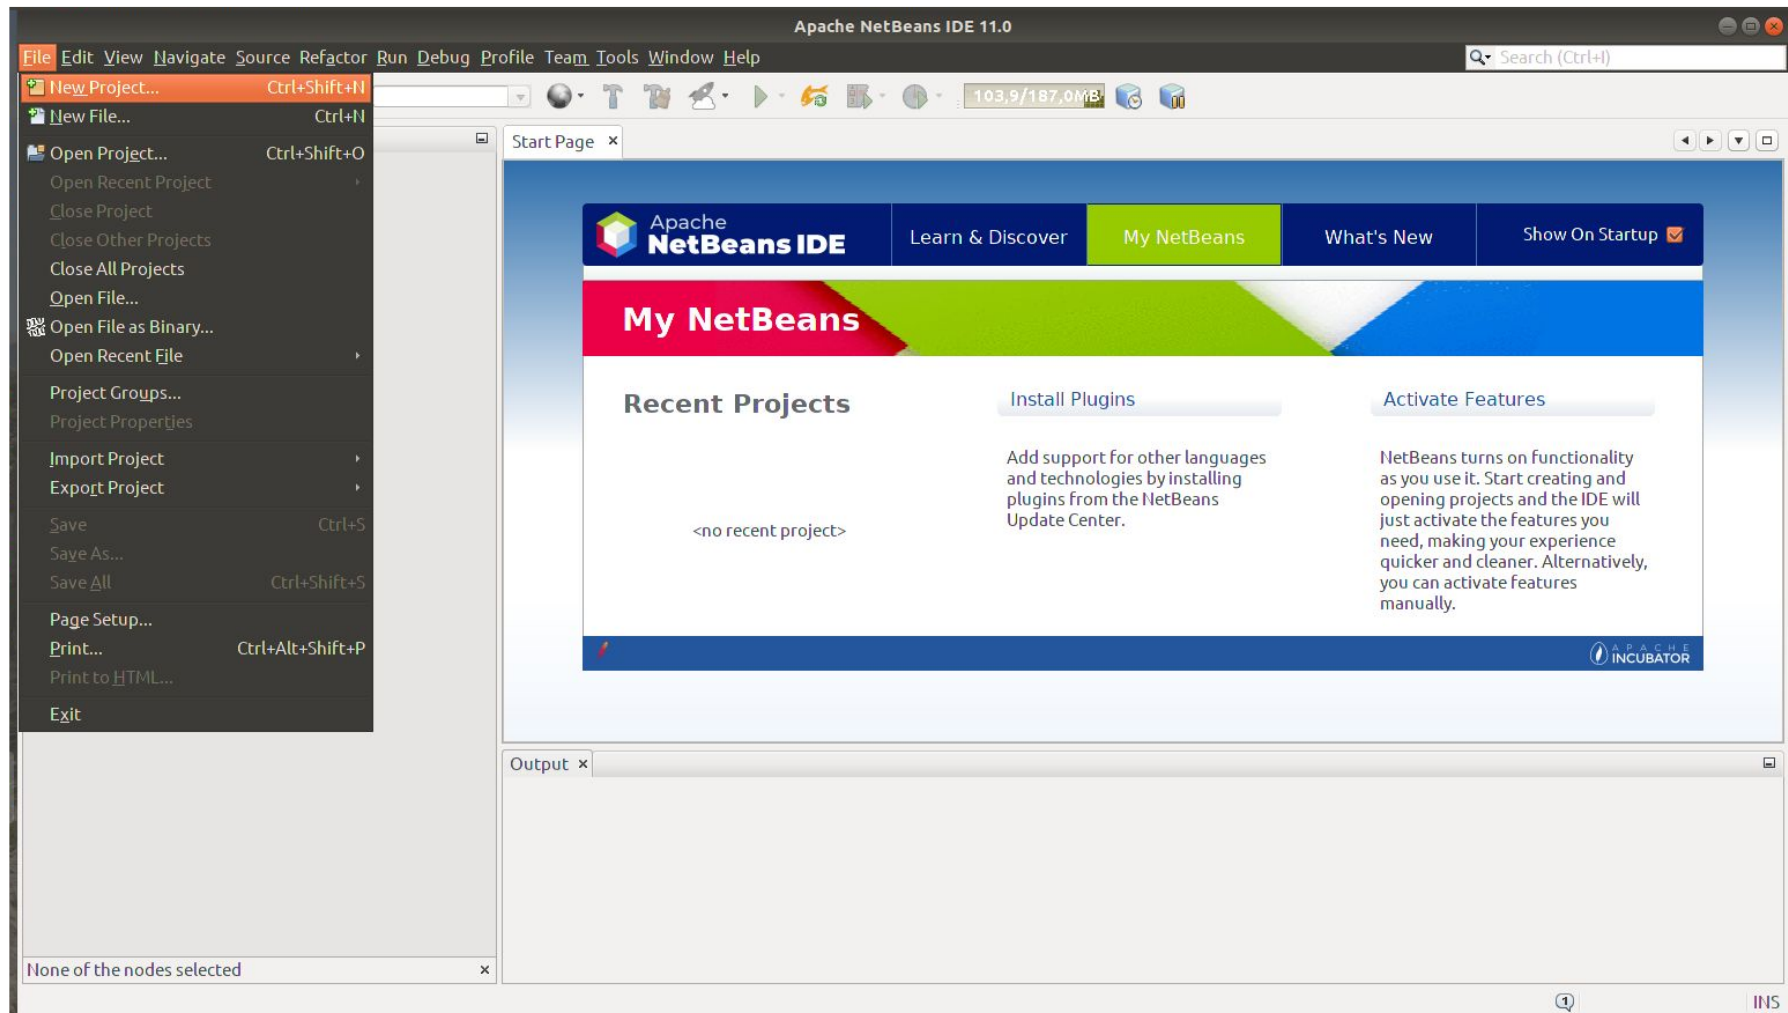 Apache NetBeans IDE 11.0
File Edit View Navigate Source Refactor Run Debug Profile Team Tools Window Help
Search (Ctrl+I)
New Project... Ctrl+Shift+N
New File... Ctrl+N
Open Project... Ctrl+Shift+O
Open Recent Project
Close Project
Close Other Projects
Close All Projects
Open File...
Open File as Binary...
Open Recent File
Project Groups...
Project Properties
Import Project
Export Project
Save Ctrl+S
Save As...
Save All Ctrl+Shift+S
Page Setup...
Print... Ctrl+Alt+Shift+P
Print to HTML...
Exit
103,9/187,0MB
Start Page
Apache
NetBeans IDE
Learn & Discover
My NetBeans
What's New
Show On Startup
My NetBeans
Recent Projects
<no recent project>
Install Plugins
Add support for other languages
and technologies by installing
plugins from the NetBeans
Update Center.
Activate Features
NetBeans turns on functionality
as you use it. Start creating and
opening projects and the IDE will
just activate the features you
need, making your experience
quicker and cleaner. Alternatively,
you can activate features
manually.
APACHE
INCUBATOR
Output
None of the nodes selected
1
INS